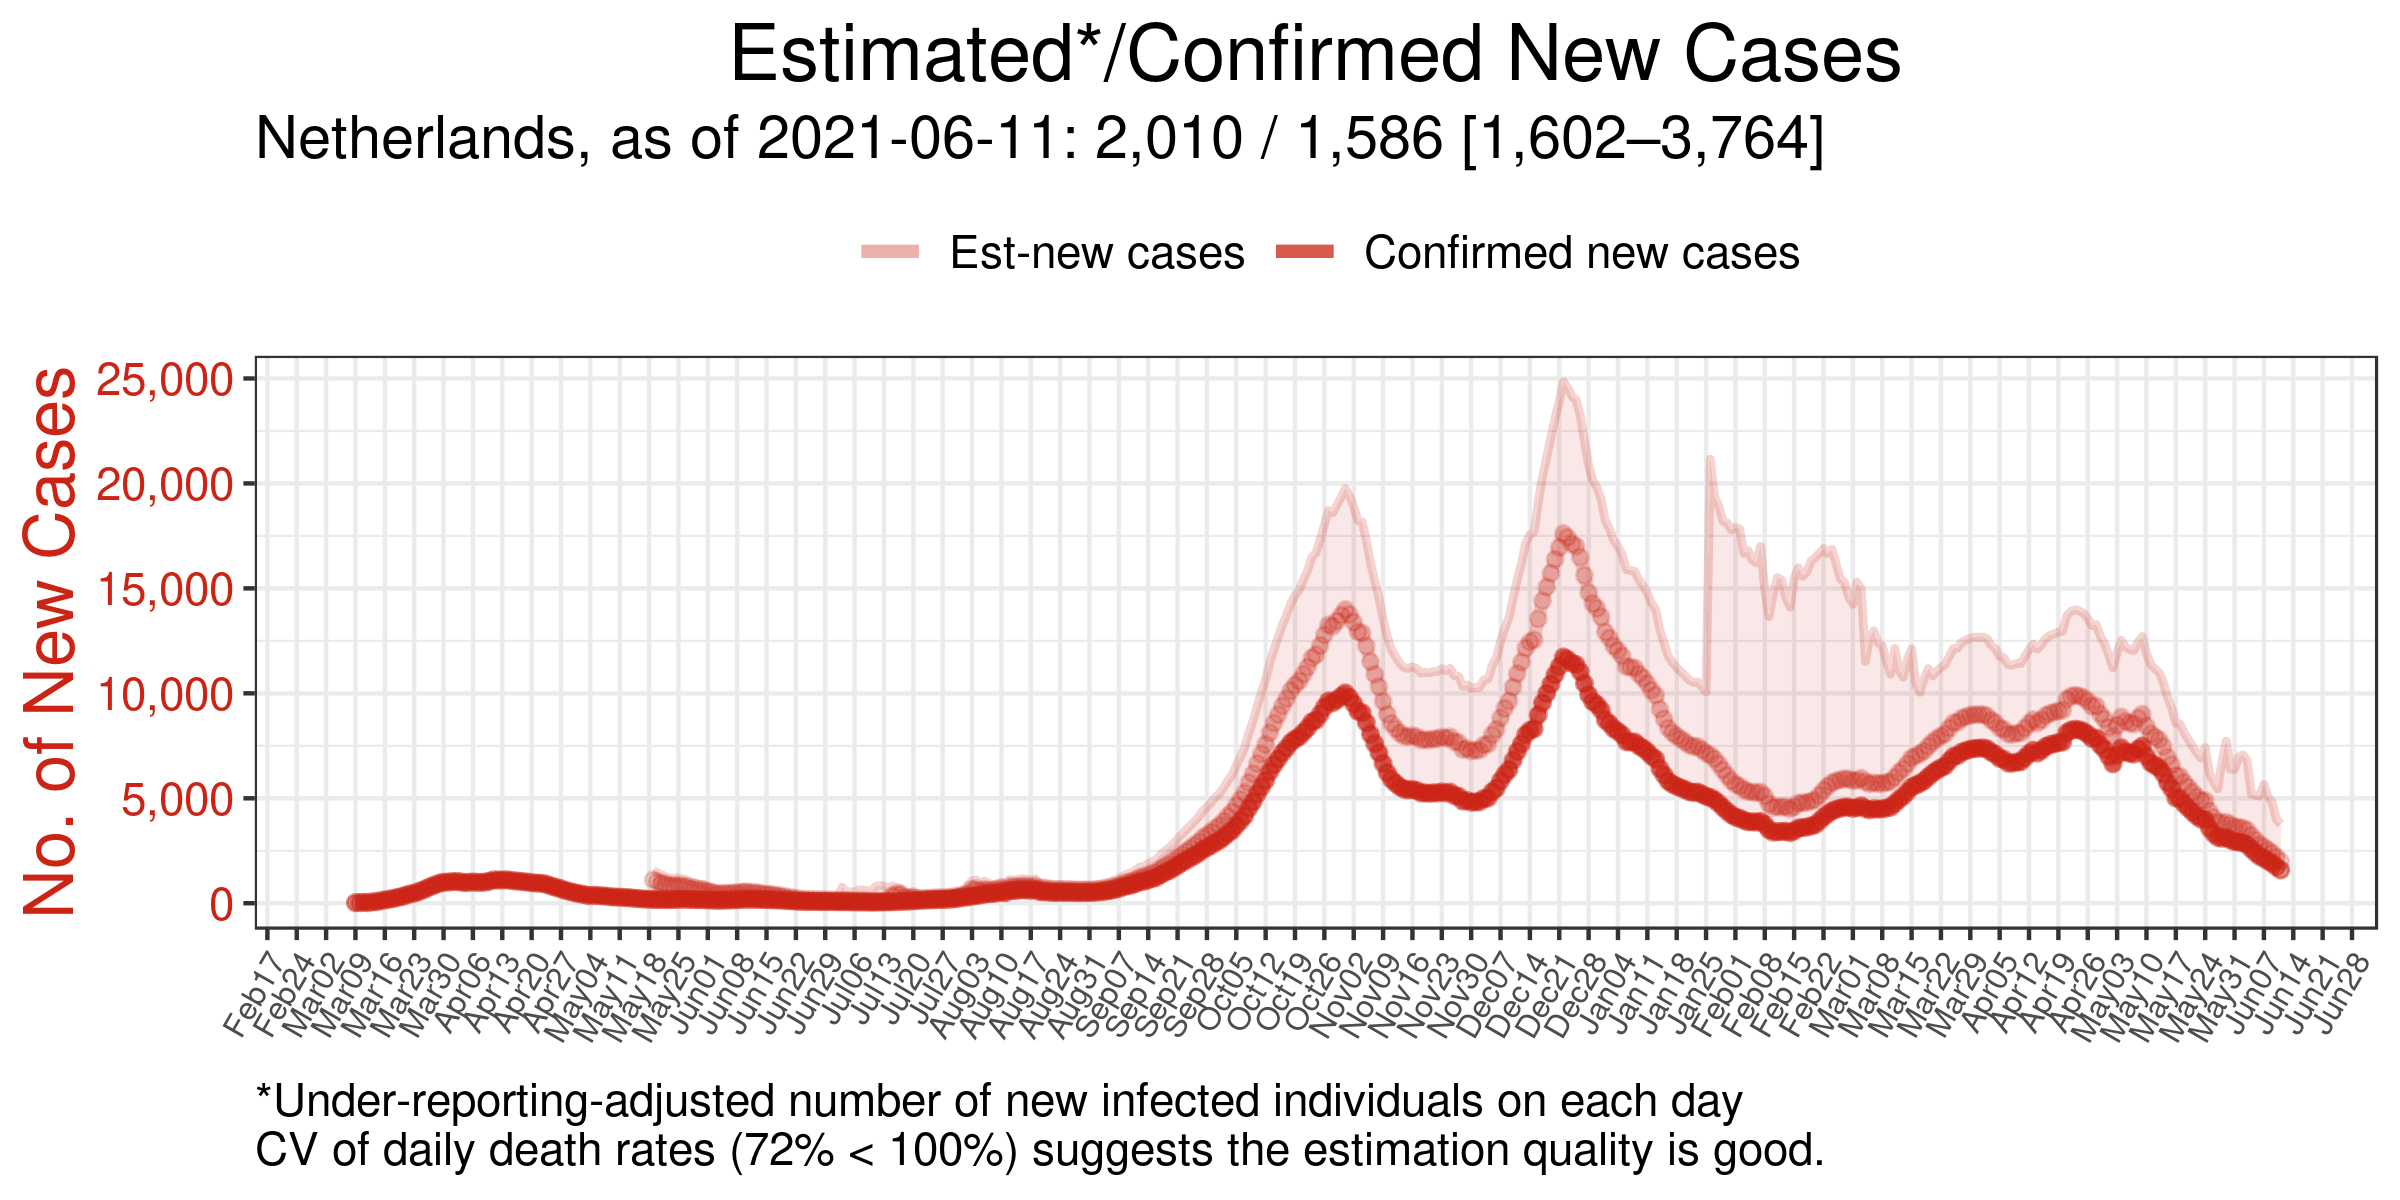 Estimated*/Confirmed New Cases
Netherlands, as of 2021-06-11: 2,010 / 1,586 [1,602–3,764]
Est-new cases Confirmed new cases
No. of New Cases
25,000
20,000
15,000
10,000
5,000
0
Feb17 Feb24 Mar02 Mar09 Mar16 Mar23 Mar30 Apr06 Apr13 Apr20 Apr27 May04 May11 May18 May25 Jun01 Jun08 Jun15 Jun22 Jun29 Jul06 Jul13 Jul20 Jul27 Aug03 Aug10 Aug17 Aug24 Aug31 Sep07 Sep14 Sep21 Sep28 Oct05 Oct12 Oct19 Oct26 Nov02 Nov09 Nov16 Nov23 Nov30 Dec07 Dec14 Dec21 Dec28 Jan04 Jan11 Jan18 Jan25 Feb01 Feb08 Feb15 Feb22 Mar01 Mar08 Mar15 Mar22 Mar29 Apr05 Apr12 Apr19 Apr26 May03 May10 May17 May24 May31 Jun07 Jun14 Jun21 Jun28
*Under-reporting-adjusted number of new infected individuals on each day
CV of daily death rates (72% < 100%) suggests the estimation quality is good.